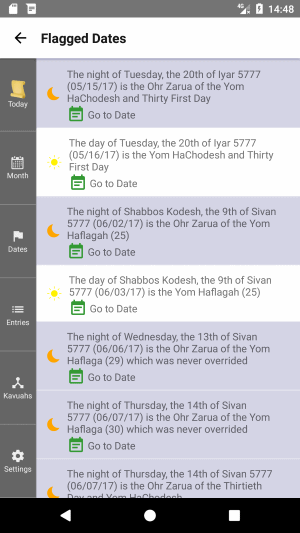 14:48
Flagged Dates
Today
Month
Dates
Entries
Kavuahs
Settings
The night of Tuesday, the 20th of Iyar 5777
(05/15/17) is the Ohr Zarua of the Yom
HaChodesh and Thirty First Day
Go to Date
The day of Tuesday, the 20th of Iyar 5777
(05/16/17) is the Yom HaChodesh and Thirty
First Day
Go to Date
The night of Shabbos Kodesh, the 9th of Sivan
5777 (06/02/17) is the Ohr Zarua of the Yom
Haflagah (25)
Go to Date
The day of Shabbos Kodesh, the 9th of Sivan
5777 (06/03/17) is the Yom Haflagah (25)
Go to Date
The night of Wednesday, the 13th of Sivan
5777 (06/06/17) is the Ohr Zarua of the Yom
Haflaga (29) which was never overrided
Go to Date
The night of Thursday, the 14th of Sivan
5777 (06/07/17) is the Ohr Zarua of the Yom
Haflaga (30) which was never overrided
Go to Date
The night of Thursday, the 14th of Sivan 5777
(06/07/17) is the Ohr Zarua of the Thirtieth
Day and Yom HaChodesh